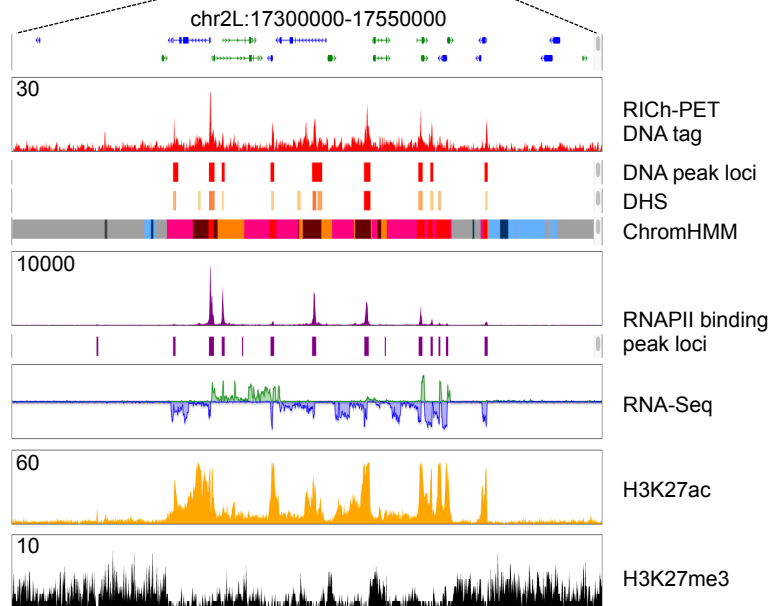 chr2L:17300000-17550000
30
RICh-PET
DNA tag
DNA peak loci
DHS
ChromHMM
10000
RNAPII binding
peak loci
RNA-Seq
60
H3K27ac
10
H3K27me3